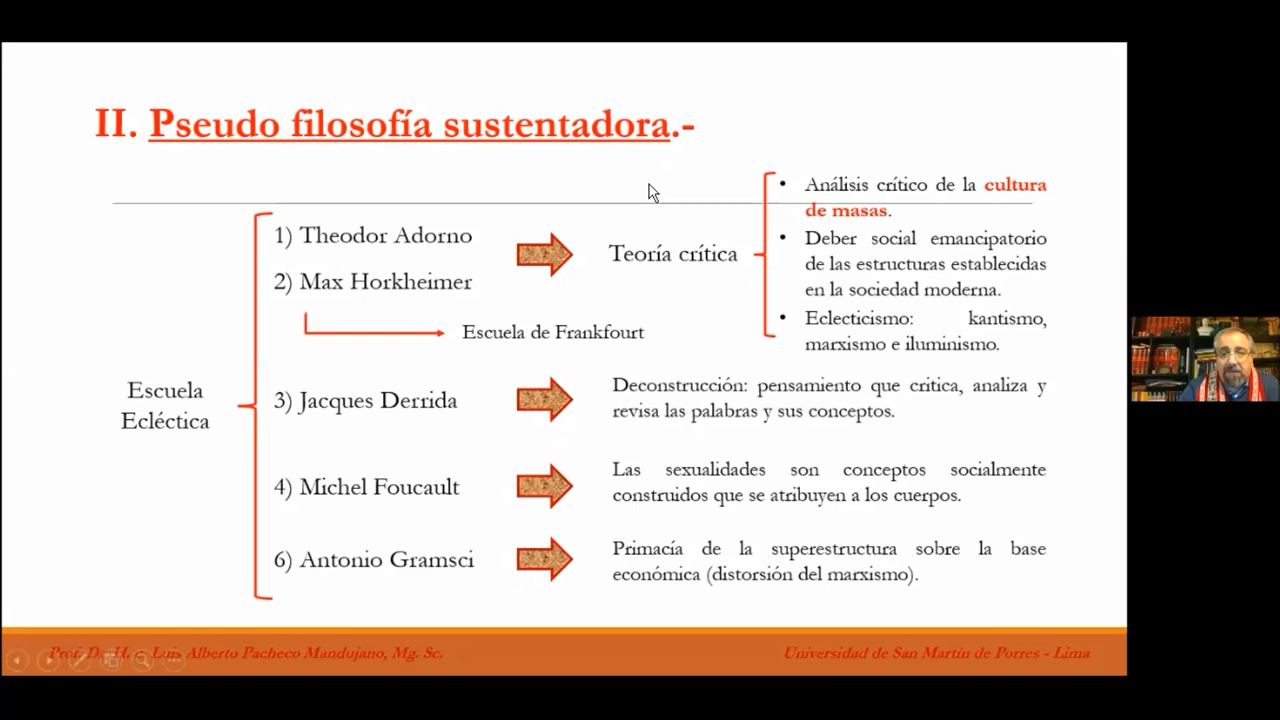 II. Pseudo filosofía sustentadora.-
Escuela
Ecléctica
1) Theodor Adorno
2) Max Horkheimer
Escuela de Frankfourt
Teoría crítica
• Análisis crítico de la cultura
de masas.
• Deber social emancipatorio
de las estructuras establecidas
en la sociedad moderna.
• Eclecticismo: kantismo,
marxismo e iluminismo.
3) Jacques Derrida
Deconstrucción: pensamiento que critica, analiza y
revisa las palabras y sus conceptos.
4) Michel Foucault
Las sexualidades son conceptos socialmente
construidos que se atribuyen a los cuerpos.
6) Antonio Gramsci
Primacía de la superestructura sobre la base
económica (distorsión del marxismo).
Prof. D. H. c. Luis Alberto Pacheco Mandujano, Mg. Sc.
Universidad de San Martín de Porres - Lima